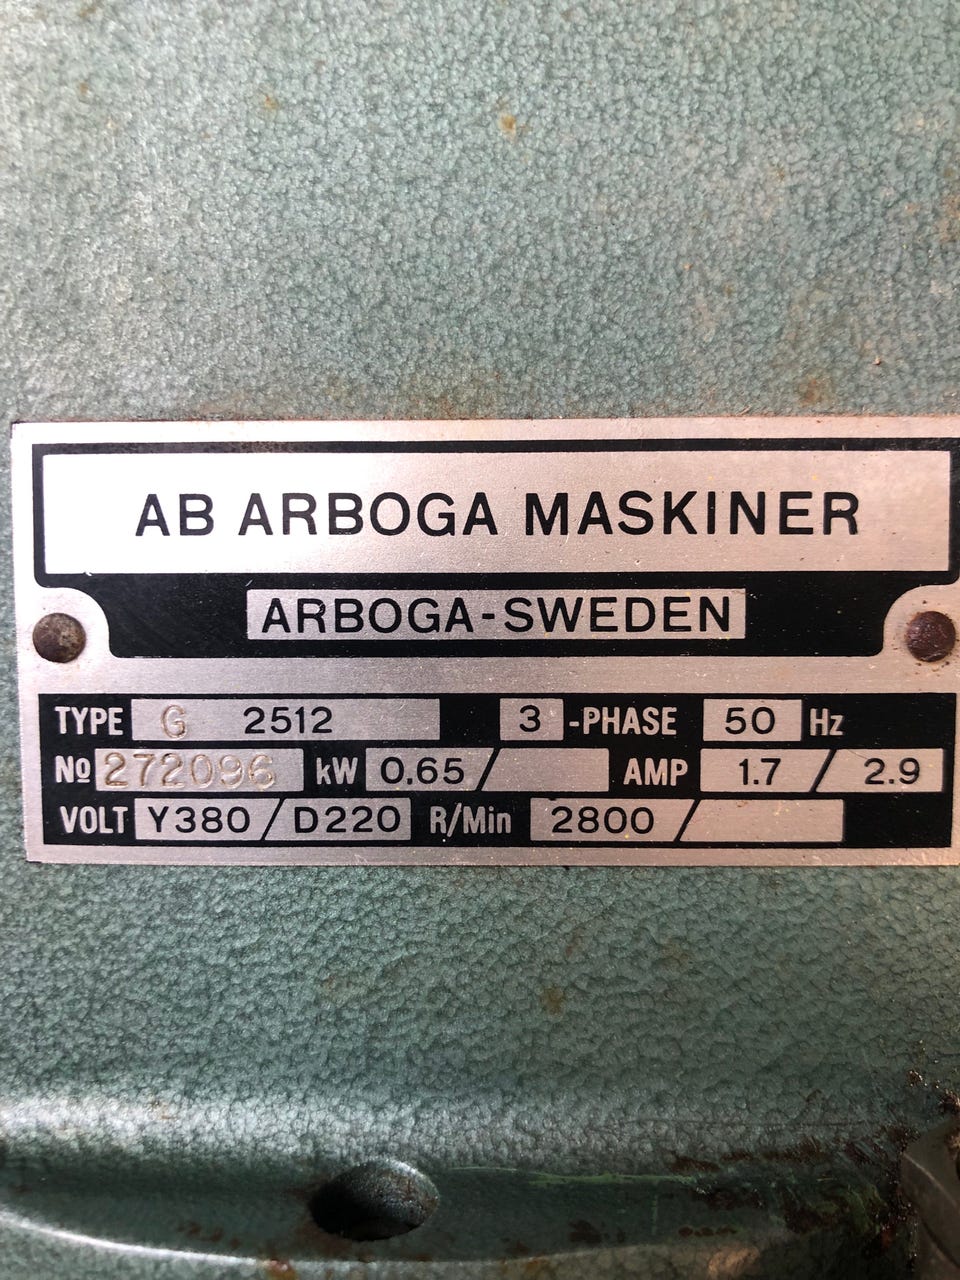 AB ARBOGA MASKINER
ARBOGA-SWEDEN
TYPE G 2512 3 -PHASE 50 Hz
Nº 272096 kW 0.65 / AMP 1.7 / 2.9
VOLT Y380 / D220 R/Min 2800 /